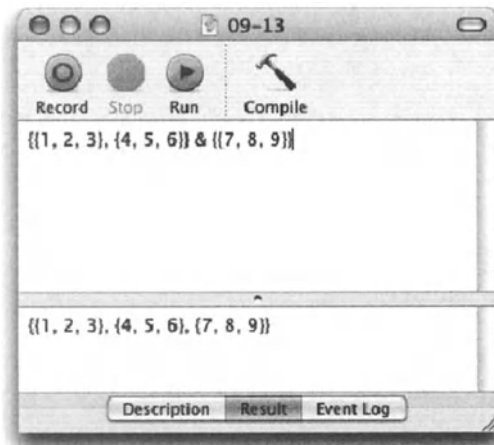 09-13
Record Stop Run Compile
{{1, 2, 3}, {4, 5, 6}} & {{7, 8, 9}}
{{1, 2, 3}, {4, 5, 6}, {7, 8, 9}}
Description Result Event Log